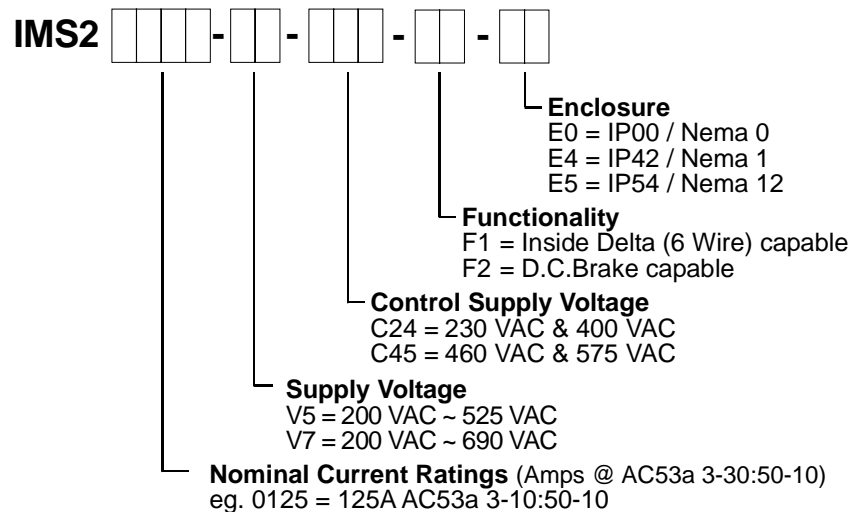 IMS2 - - - -
Enclosure
E0 = IP00 / Nema 0
E4 = IP42 / Nema 1
E5 = IP54 / Nema 12
Functionality
F1 = Inside Delta (6 Wire) capable
F2 = D.C.Brake capable
Control Supply Voltage
C24 = 230 VAC & 400 VAC
C45 = 460 VAC & 575 VAC
Supply Voltage
V5 = 200 VAC ~ 525 VAC
V7 = 200 VAC ~ 690 VAC
Nominal Current Ratings (Amps @ AC53a 3-30:50-10)
eg. 0125 = 125A AC53a 3-10:50-10